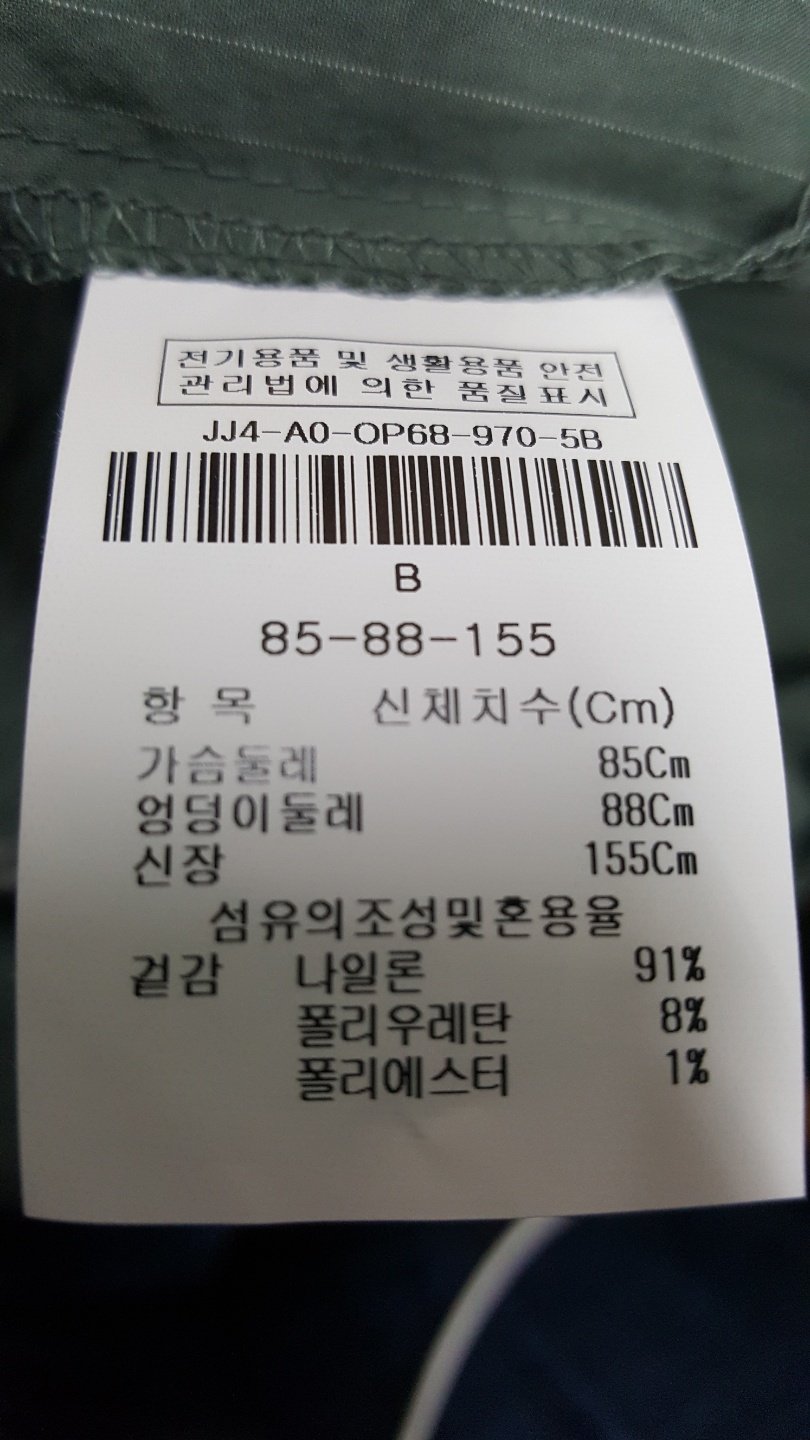 전기용품 및 생활용품 안전
관리법에 의한 품질표시
JJ4-A0-OP68-970-5B
B
85-88-155
항 목 신체치수(Cm)
가슴둘레 85Cm
엉덩이둘레 88Cm
신장 155Cm
섬유의조성및혼용율
겉감 나일론 91%
폴리우레탄 8%
폴리에스터 1%